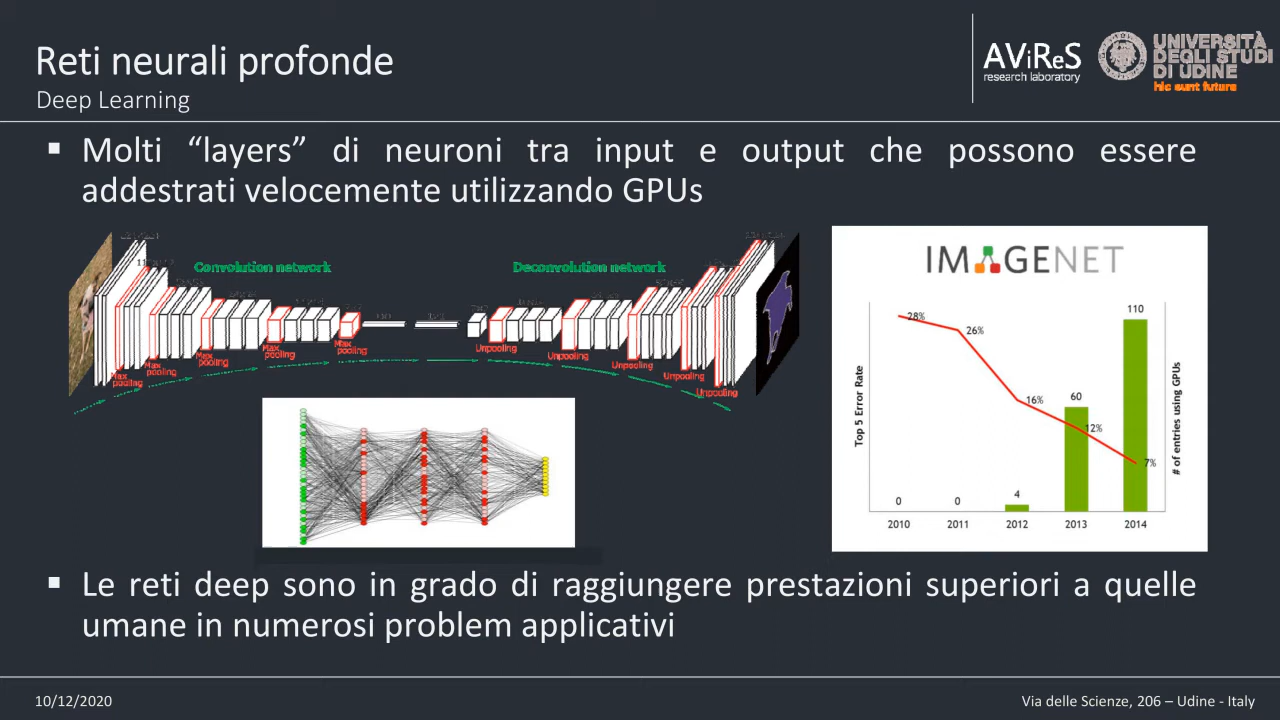 Reti neurali profonde
Deep Learning
AViReS
research laboratory
UNIVERSITÀ
DEGLI STUDI
DI UDINE
hic sunt futura
▪ Molti “layers” di neuroni tra input e output che possono essere
addestrati velocemente utilizzando GPUs
Convolution network
Deconvolution network
Max
pooling
Max
pooling
Max
pooling
Max
pooling
Max
pooling
Unpooling
Unpooling
Unpooling
Unpooling
Unpooling
IMAGENET
Top 5 Error Rate
# of entries using GPUs
28%
26%
16%
12%
7%
0
0
4
60
110
2010
2011
2012
2013
2014
▪ Le reti deep sono in grado di raggiungere prestazioni superiori a quelle
umane in numerosi problem applicativi
10/12/2020
Via delle Scienze, 206 – Udine - Italy